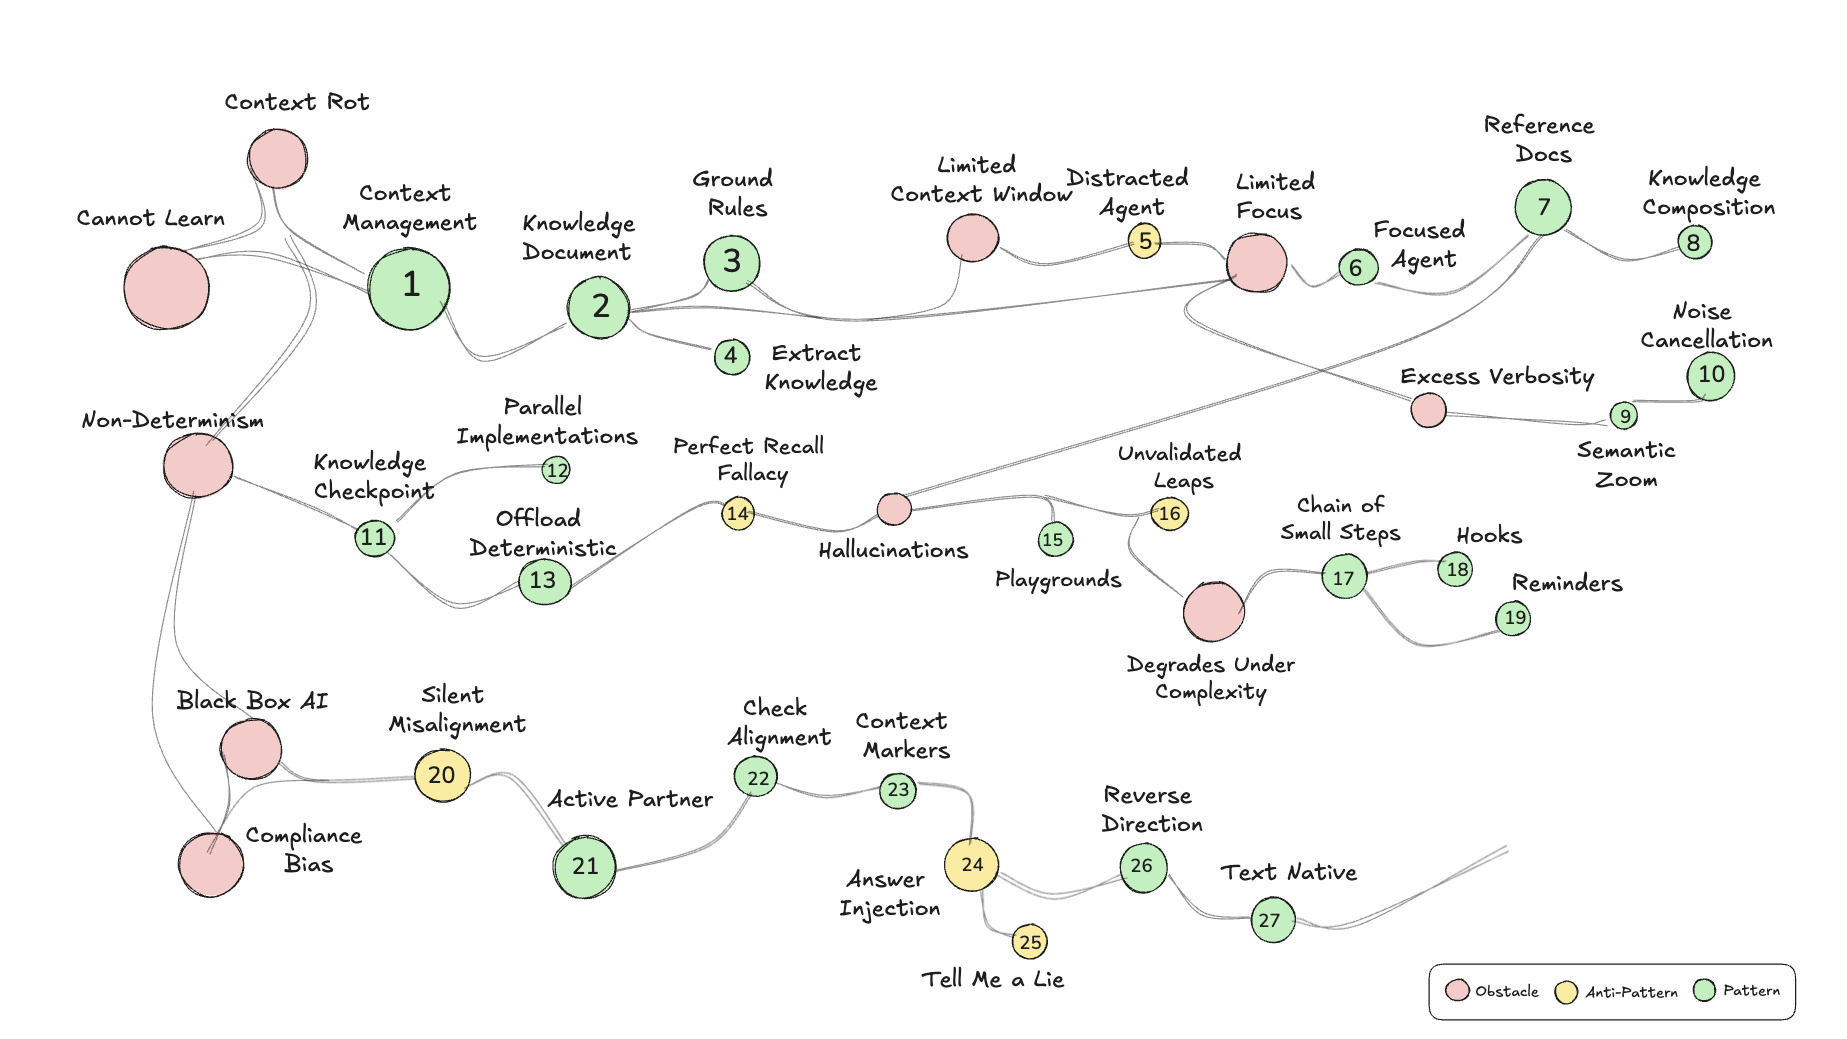 Context Rot
Cannot Learn
Context
Management
1
Knowledge
Document
2
Ground
Rules
3
4
Extract
Knowledge
Limited
Context Window
Distracted
Agent
5
Limited
Focus
6
Focused
Agent
Reference
Docs
7
Knowledge
Composition
8
Noise
Cancellation
10
Excess Verbosity
9
Semantic
Zoom
Non-Determinism
Knowledge
Checkpoint
11
Parallel
Implementations
12
Offload
Deterministic
13
Perfect Recall
Fallacy
14
Hallucinations
15
Playgrounds
Unvalidated
Leaps
16
Degrades Under
Complexity
Chain of
Small Steps
17
Hooks
18
Reminders
19
Black Box AI
Compliance
Bias
Silent
Misalignment
20
Active Partner
21
Check
Alignment
22
Context
Markers
23
24
Answer
Injection
25
Tell Me a Lie
Reverse
Direction
26
Text Native
27
Obstacle
Anti-Pattern
Pattern